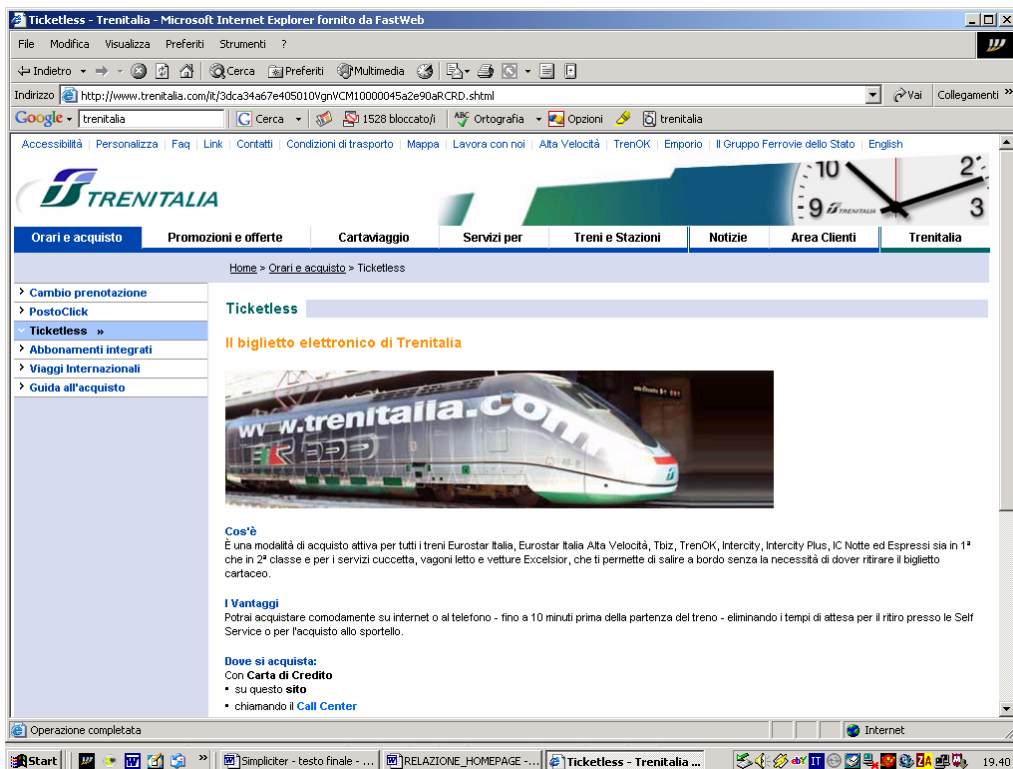 Ticketless - Trenitalia - Microsoft Internet Explorer fornito da FastWeb
File Modifica Visualizza Preferiti Strumenti ?
Indietro Cerca Preferiti Multimedia
Indirizzo http://www.trenitalia.com/it/3dca34a67e405010VgnVCM10000045a2e90aRCRD.shtml Vai Collegamenti »
Google trenitalia Cerca 1528 bloccato/i ABC Ortografia Opzioni trenitalia
Accessibilità | Personalizza | Faq | Link | Contatti | Condizioni di trasporto | Mappa | Lavora con noi | Alta Velocità | TrenOK | Emporio | Il Gruppo Ferrovie dello Stato | English
TRENITALIA
10 2
9 TRENITALIA 3
Orari e acquisto Promozioni e offerte Cartaviaggio Servizi per Treni e Stazioni Notizie Area Clienti Trenitalia
Home > Orari e acquisto > Ticketless
Cambio prenotazione
PostoClick
Ticketless »
Abbonamenti integrati
Viaggi Internazionali
Guida all'acquisto
Ticketless
Il biglietto elettronico di Trenitalia
www.trenitalia.com
Cos'è
È una modalità di acquisto attiva per tutti i treni Eurostar Italia, Eurostar Italia Alta Velocità, Tbiz, TrenOK, Intercity, Intercity Plus, IC Notte ed Espressi sia in 1ª
che in 2ª classe e per i servizi cuccetta, vagoni letto e vetture Excelsior, che ti permette di salire a bordo senza la necessità di dover ritirare il biglietto
cartaceo.
I Vantaggi
Potrai acquistare comodamente su internet o al telefono - fino a 10 minuti prima della partenza del treno - eliminando i tempi di attesa per il ritiro presso le Self
Service o per l'acquisto allo sportello.
Dove si acquista:
Con Carta di Credito
▪ su questo sito
▪ chiamando il Call Center
Operazione completata Internet
Start » Simpliciter - testo finale - ... RELAZIONE_HOMEPAGE -... Ticketless - Trenitalia ... 19.40